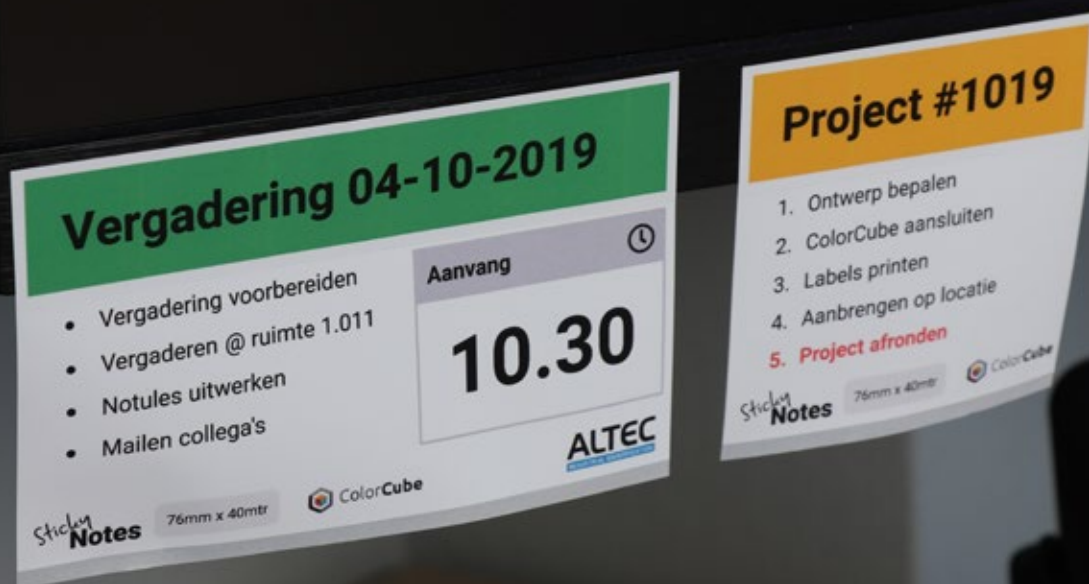 Vergadering 04-10-2019
• Vergadering voorbereiden
• Vergaderen @ ruimte 1.011
• Notules uitwerken
• Mailen collega's
Aanvang
10.30
ALTEC
Sticky Notes
76mm x 40mtr
ColorCube
Project #1019
1. Ontwerp bepalen
2. ColorCube aansluiten
3. Labels printen
4. Aanbrengen op locatie
5. Project afronden
Sticky Notes
76mm x 40mtr
ColorCube